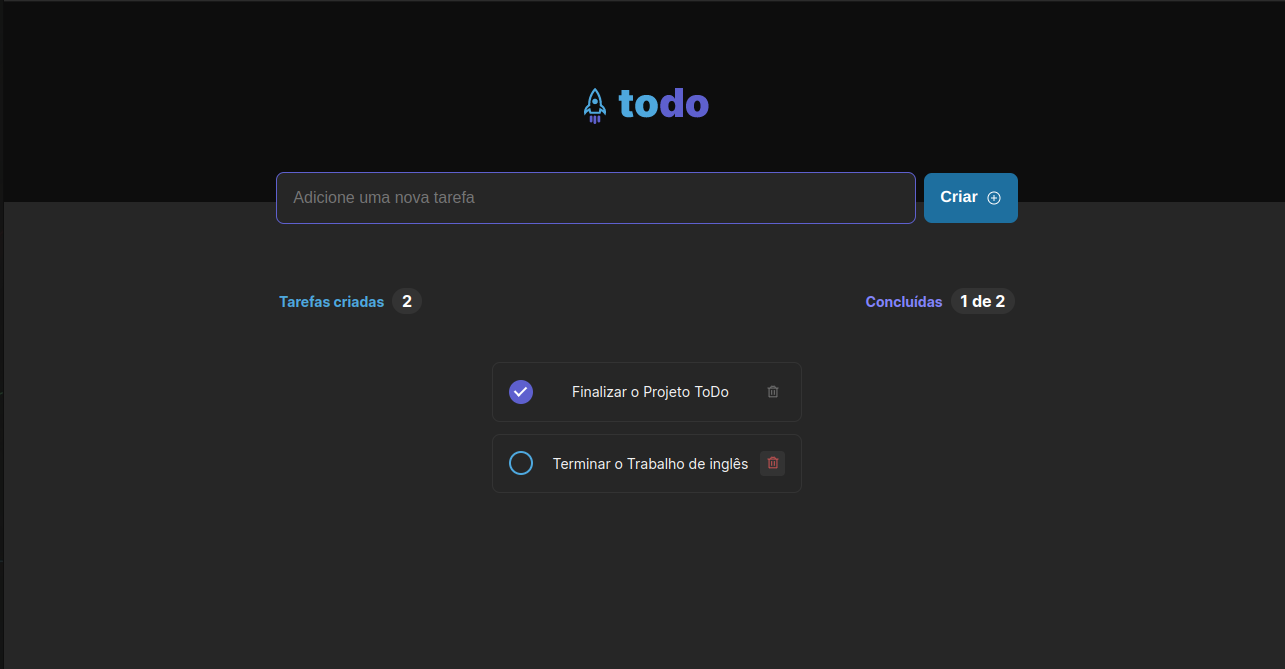 todo
Adicione uma nova tarefa
Criar
Tarefas criadas 2
Concluídas 1 de 2
Finalizar o Projeto ToDo
Terminar o Trabalho de inglês